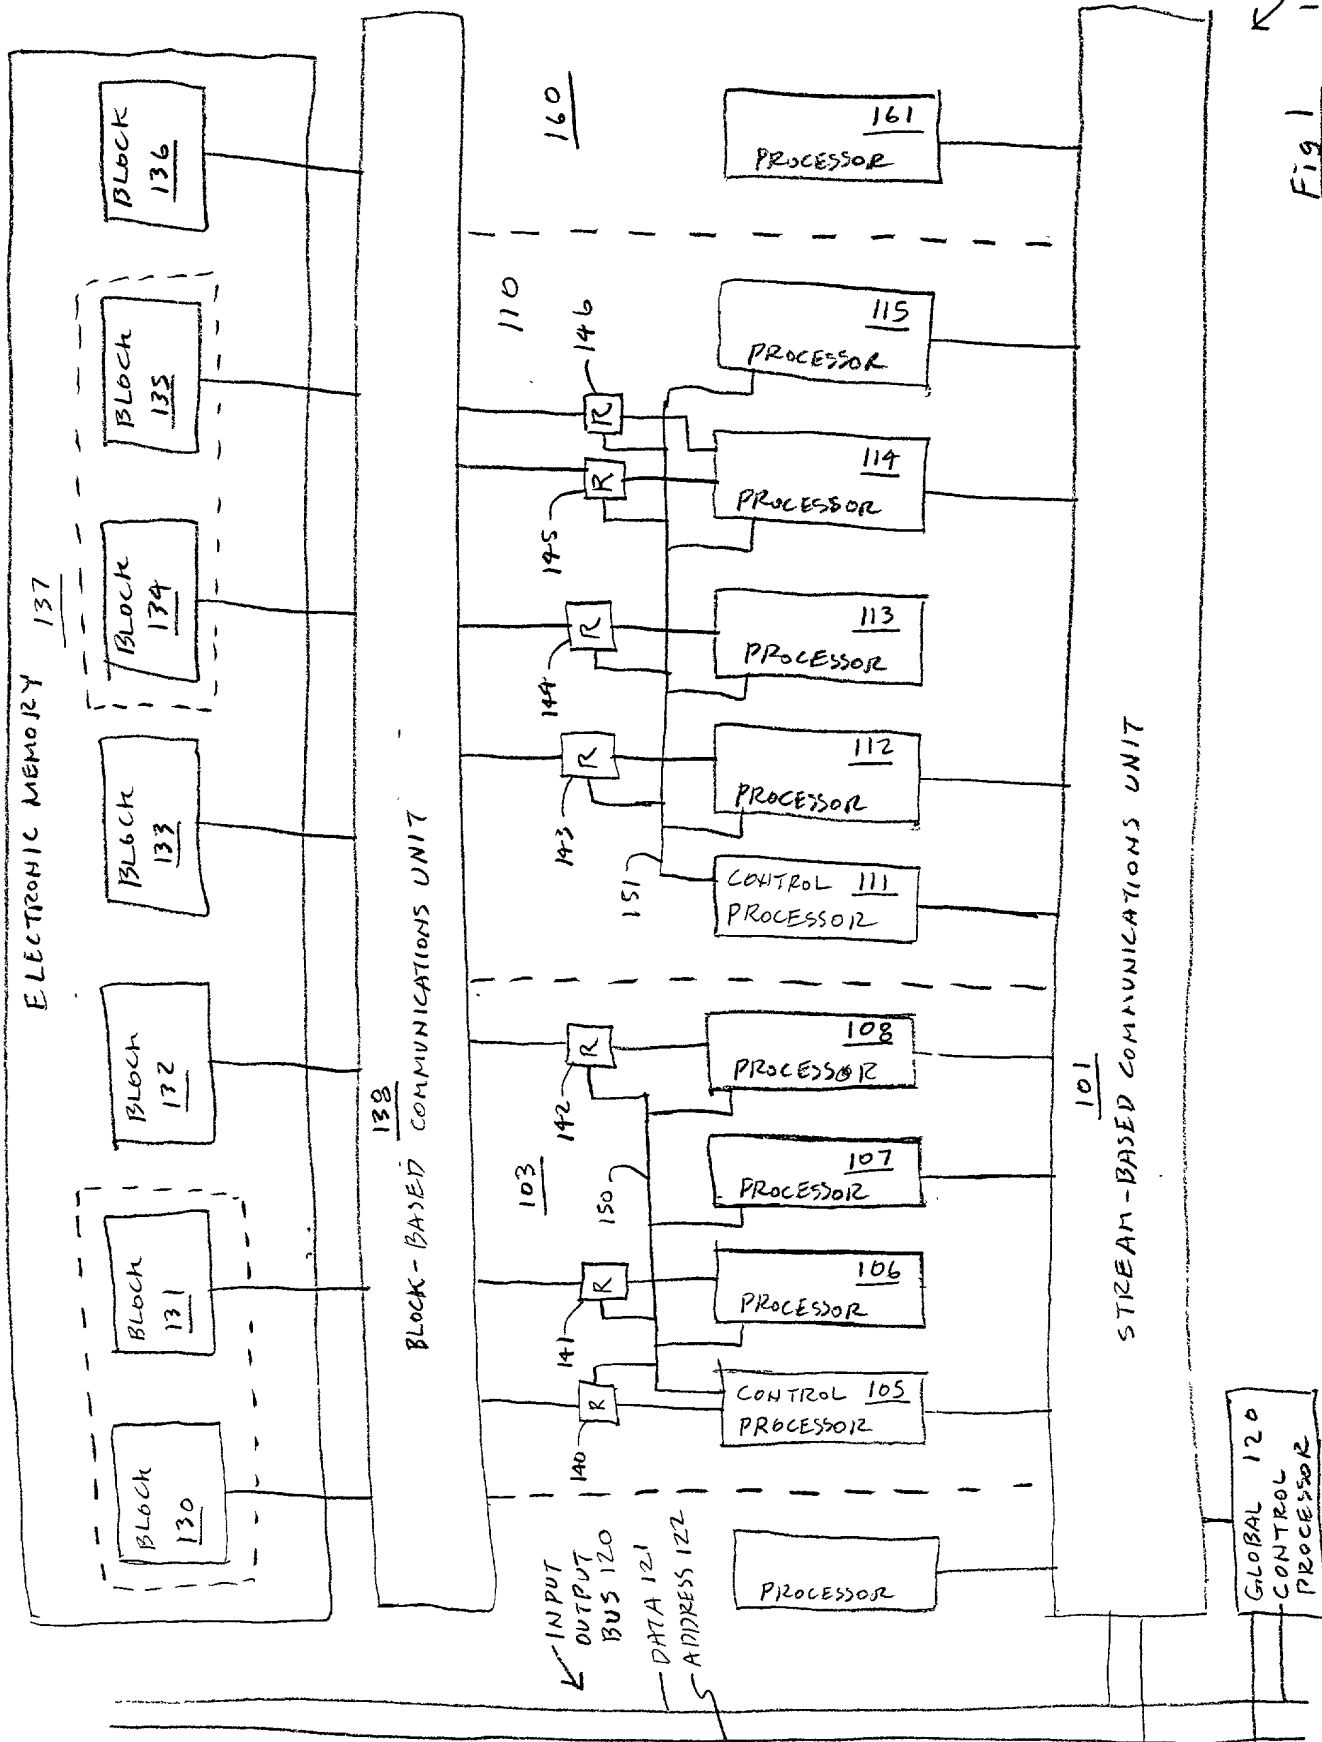 ELECTRONIC MEMORY
137
BLOCK
130
BLOCK
131
BLOCK
132
BLOCK
133
BLOCK
134
BLOCK
135
BLOCK
136
138
BLOCK-BASED COMMUNICATIONS UNIT
INPUT
OUTPUT
BUS 120
DATA 121
ADDRESS 122
103
110
160
140
R
141
R
142
R
143
R
144
R
145
R
R
146
150
151
PROCESSOR
CONTROL 105
PROCESSOR
106
PROCESSOR
107
PROCESSOR
108
PROCESSOR
CONTROL 111
PROCESSOR
112
PROCESSOR
113
PROCESSOR
114
PROCESSOR
115
PROCESSOR
161
PROCESSOR
101
STREAM-BASED COMMUNICATIONS UNIT
GLOBAL 120
CONTROL
PROCESSOR
Fig 1